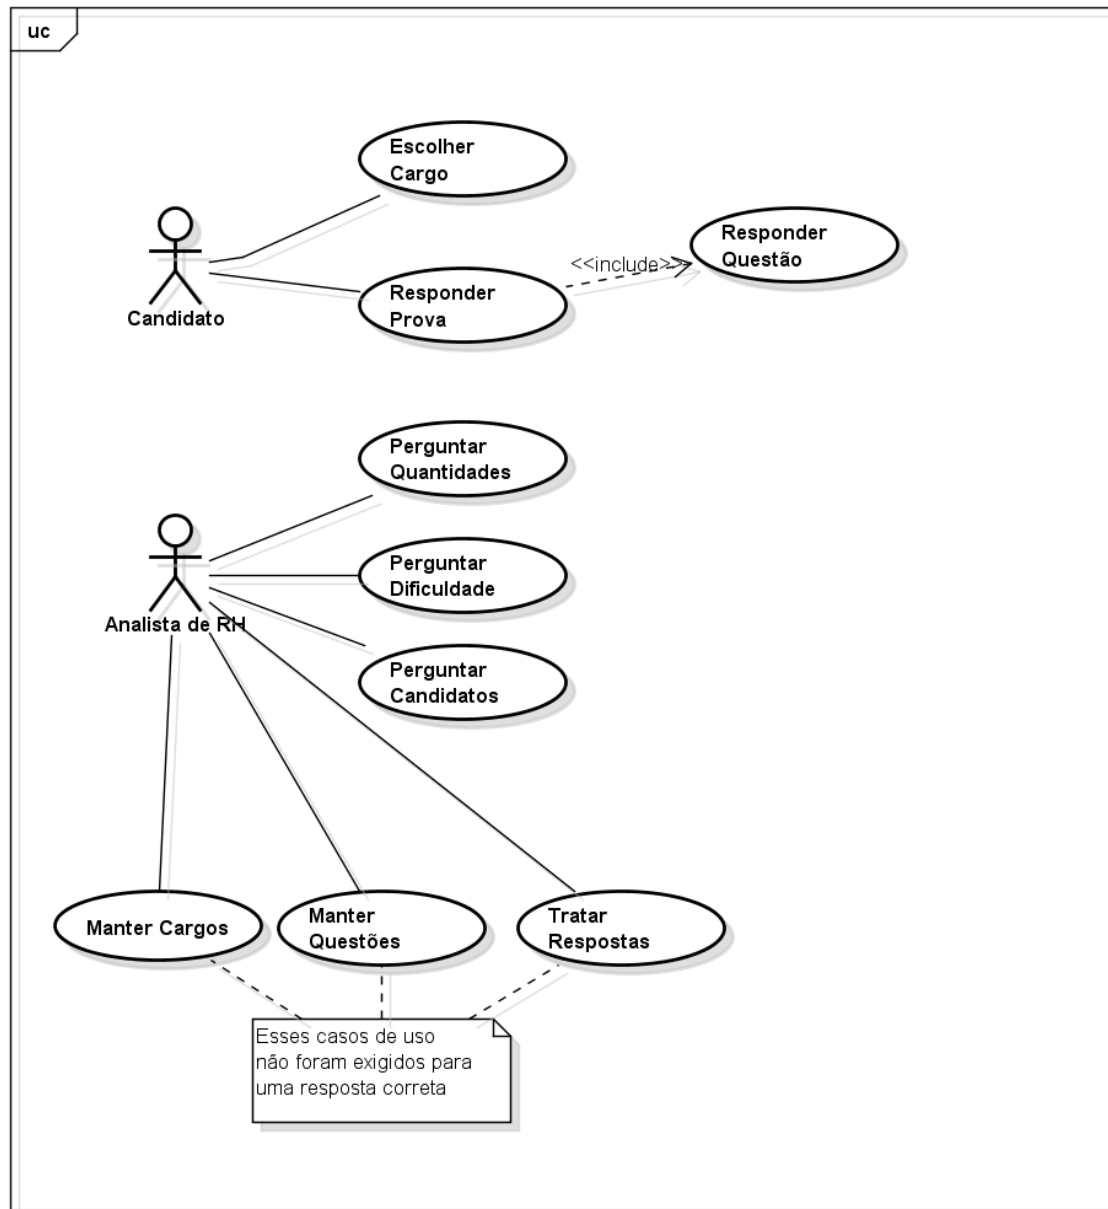 uc
Escolher
Cargo
Responder
Questão
<<include>>
Responder
Prova
Candidato
Perguntar
Quantidades
Perguntar
Dificuldade
Analista de RH
Perguntar
Candidatos
Manter Cargos
Manter
Questões
Tratar
Respostas
Esses casos de uso
não foram exigidos para
uma resposta correta